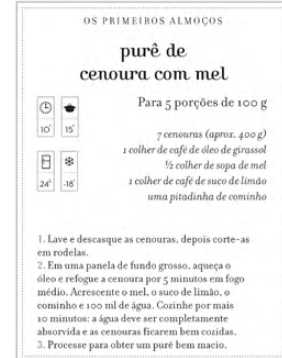 OS PRIMEIROS ALMOÇOS
purê de
cenoura com mel
Para 5 porções de 100 g
10' 15'
24ʰ -18°
7 cenouras (aprox. 400 g)
1 colher de café de óleo de girassol
½ colher de sopa de mel
1 colher de café de suco de limão
uma pitadinha de cominho
1. Lave e descasque as cenouras, depois corte-as
em rodelas.
2. Em uma panela de fundo grosso, aqueça o
óleo e refogue a cenoura por 5 minutos em fogo
médio. Acrescente o mel, o suco de limão, o
cominho e 100 ml de água. Cozinhe por mais
10 minutos: a água deve ser completamente
absorvida e as cenouras ficarem bem cozidas.
3. Processe para obter um purê bem macio.